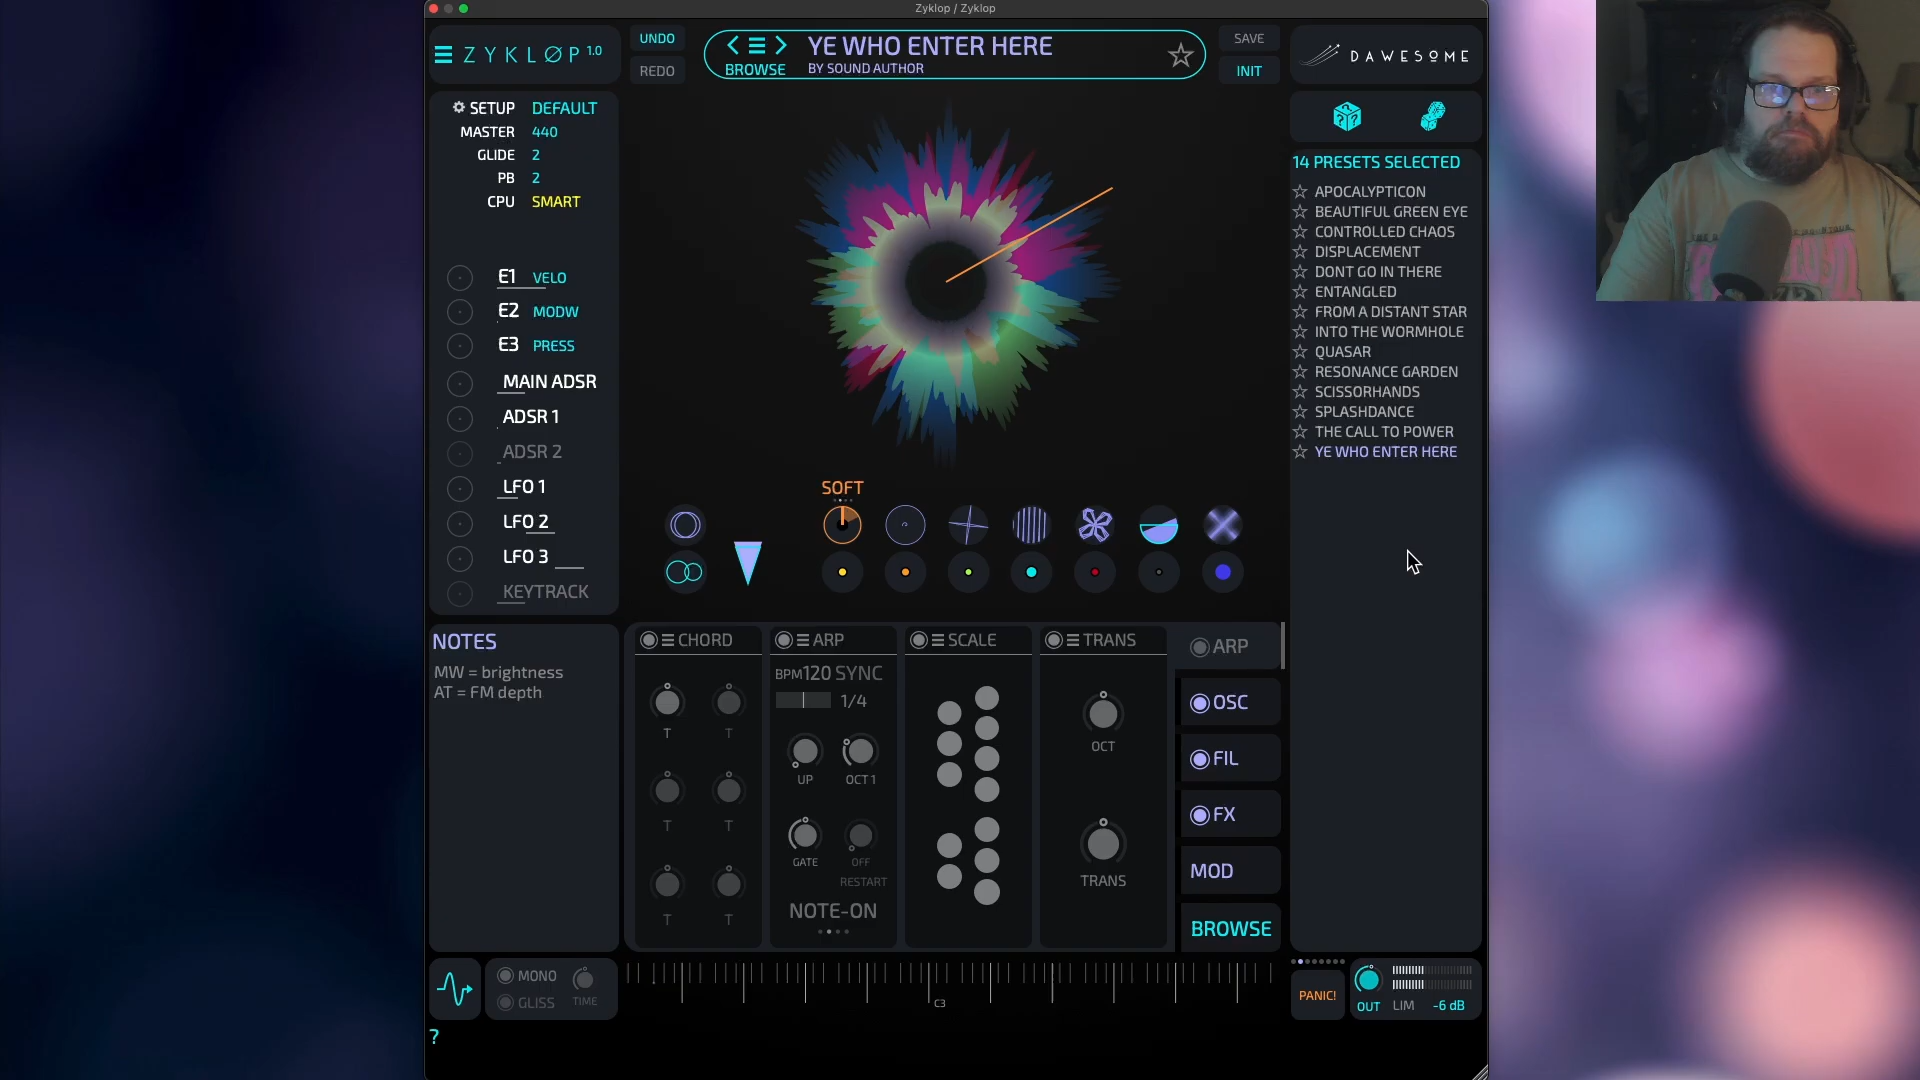 Zyklop / Zyklop
ZYKLØP 1.0
UNDO
REDO
BROWSE
YE WHO ENTER HERE
BY SOUND AUTHOR
SAVE
INIT
DAWESOME
SETUP DEFAULT
MASTER 440
GLIDE 2
PB 2
CPU SMART
E1 VELO
E2 MODW
E3 PRESS
MAIN ADSR
ADSR 1
ADSR 2
LFO 1
LFO 2
LFO 3
KEYTRACK
NOTES
MW = brightness
AT = FM depth
SOFT
14 PRESETS SELECTED
APOCALYPTICON
BEAUTIFUL GREEN EYE
CONTROLLED CHAOS
DISPLACEMENT
DONT GO IN THERE
ENTANGLED
FROM A DISTANT STAR
INTO THE WORMHOLE
QUASAR
RESONANCE GARDEN
SCISSORHANDS
SPLASHDANCE
THE CALL TO POWER
YE WHO ENTER HERE
CHORD
T T
T T
T T
ARP
BPM120 SYNC
1/4
UP OCT 1
GATE OFF
RESTART
NOTE-ON
SCALE
TRANS
OCT
TRANS
ARP
OSC
FIL
FX
MOD
BROWSE
MONO
GLISS
TIME
C3
PANIC!
OUT LIM -6 dB
?